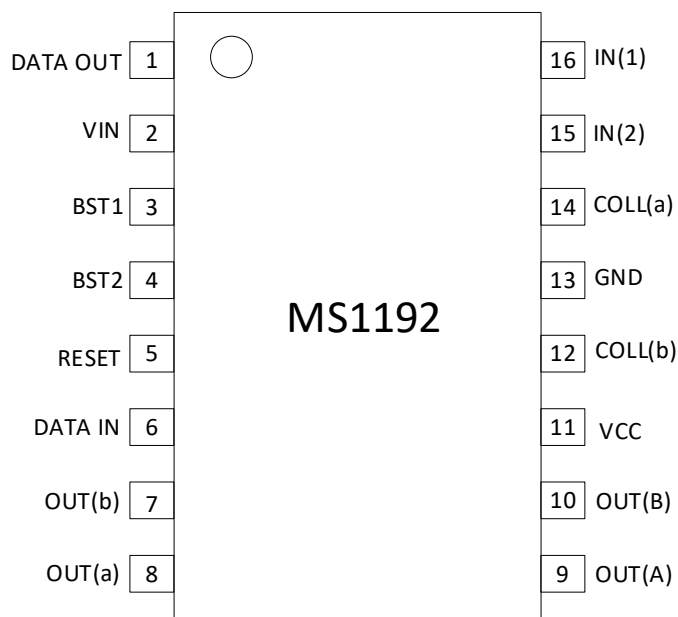 DATA OUT 1 16 IN(1)
VIN 2 15 IN(2)
BST1 3 14 COLL(a)
BST2 4 13 GND
MS1192
RESET 5 12 COLL(b)
DATA IN 6 11 VCC
OUT(b) 7 10 OUT(B)
OUT(a) 8 9 OUT(A)